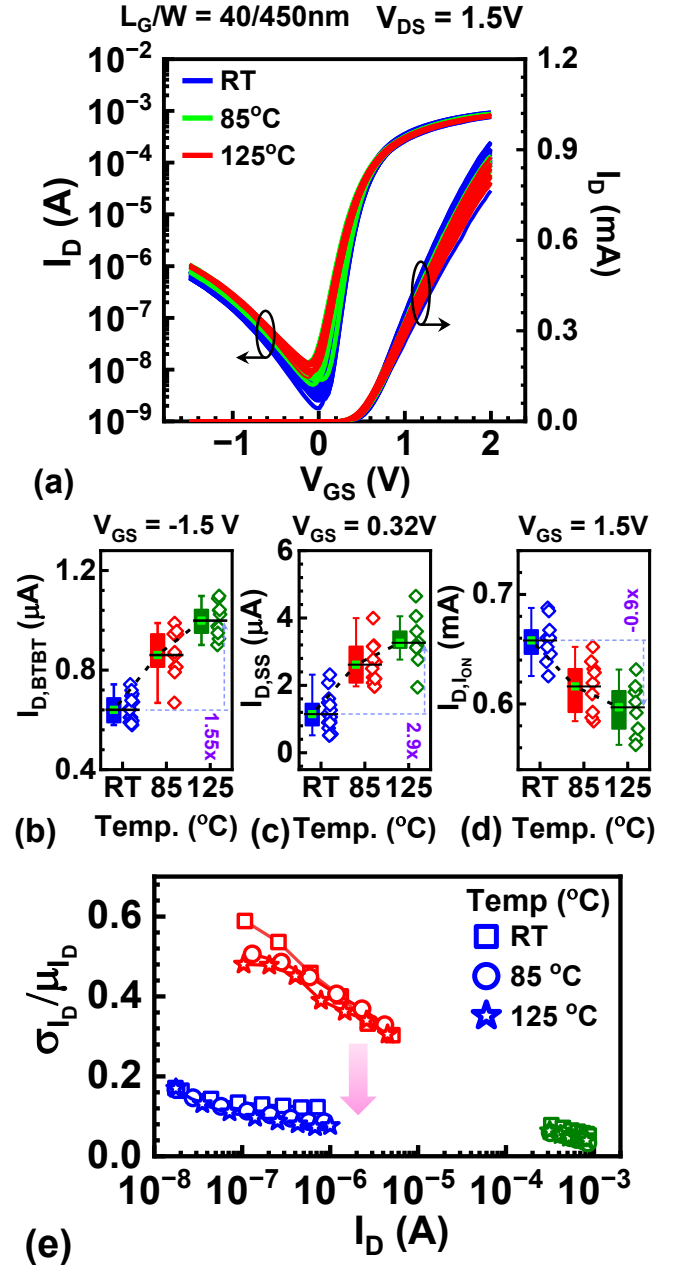 L_G/W = 40/450nm V_DS = 1.5V
RT
85°C
125°C
I_D (A)
10⁻²
10⁻³
10⁻⁴
10⁻⁵
10⁻⁶
10⁻⁷
10⁻⁸
10⁻⁹
1.2
0.9
0.6
0.3
0.0
I_D (mA)
−1 0 1 2
V_GS (V)
(a)
V_GS = -1.5 V
I_D,BTBT (μA)
1.2
0.8
0.4
1.55x
RT 85 125
(b) Temp. (°C)
V_GS = 0.32V
I_D,SS (μA)
6
4
2
0
2.9x
RT 85 125
(c) Temp. (°C)
V_GS = 1.5V
I_D,I_ON (mA)
0.7
0.6
-0.9x
RT 85 125
(d) Temp. (°C)
σ_I_D/μ_I_D
0.6
0.4
0.2
0.0
Temp (°C)
RT
85 °C
125 °C
10⁻⁸ 10⁻⁷ 10⁻⁶ 10⁻⁵ 10⁻⁴ 10⁻³
I_D (A)
(e)